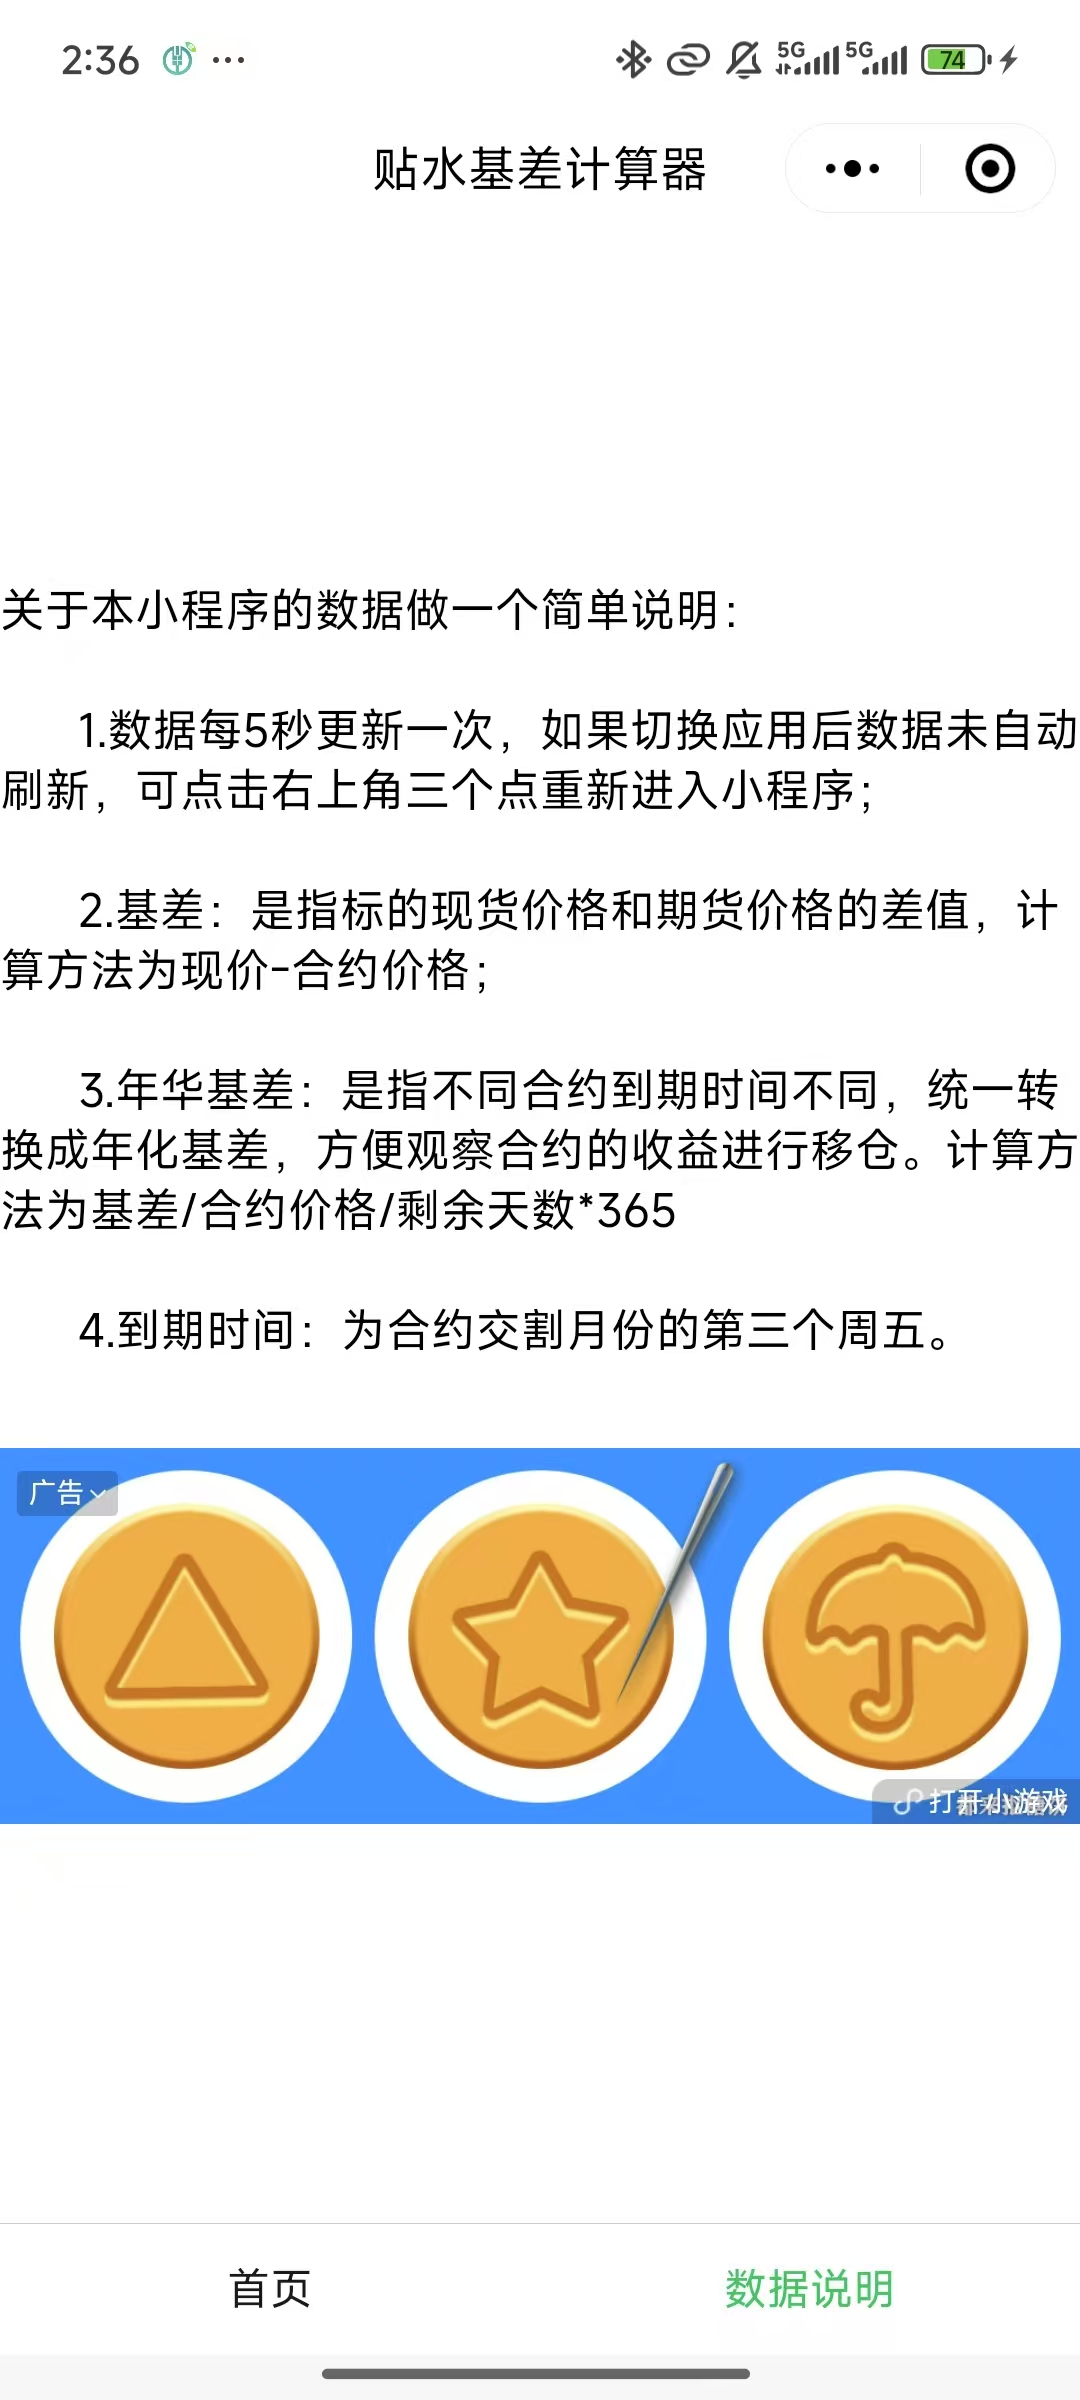 2:36
5G 5G 74
贴水基差计算器
关于本小程序的数据做一个简单说明：
1.数据每5秒更新一次，如果切换应用后数据未自动
刷新，可点击右上角三个点重新进入小程序；
2.基差：是指标的现货价格和期货价格的差值，计
算方法为现价-合约价格；
3.年华基差：是指不同合约到期时间不同，统一转
换成年化基差，方便观察合约的收益进行移仓。计算方
法为基差/合约价格/剩余天数*365
4.到期时间：为合约交割月份的第三个周五。
广告
打开小游戏
首页
数据说明